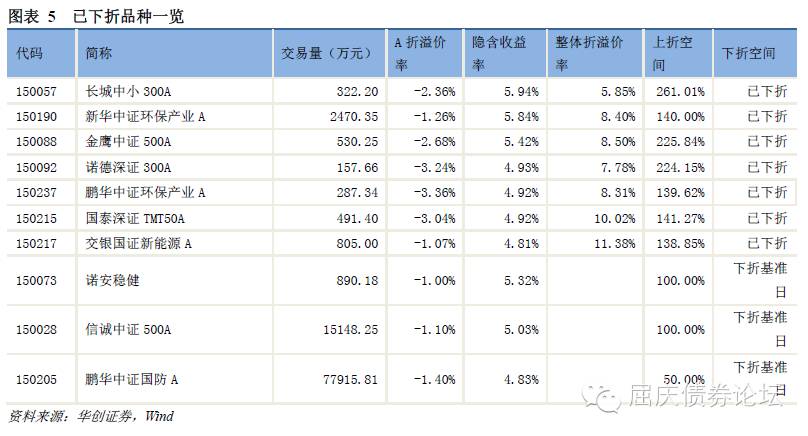 图表 5 已下折品种一览
代码 简称 交易量（万元） A 折溢价率 隐含收益率 整体折溢价率 上折空间 下折空间
150057 长城中小 300A 322.20 -2.36% 5.94% 5.85% 261.01% 已下折
150190 新华中证环保产业 A 2470.35 -1.26% 5.84% 8.40% 140.00% 已下折
150088 金鹰中证 500A 530.25 -2.68% 5.42% 8.50% 225.84% 已下折
150092 诺德深证 300A 157.66 -3.24% 4.93% 7.78% 224.15% 已下折
150237 鹏华中证环保产业 A 287.34 -3.36% 4.92% 8.31% 139.62% 已下折
150215 国泰深证 TMT50A 491.40 -3.04% 4.92% 10.02% 141.27% 已下折
150217 交银国证新能源 A 805.00 -1.07% 4.81% 11.38% 138.85% 已下折
150073 诺安稳健 890.18 -1.00% 5.32% 100.00% 下折基准日
150028 信诚中证 500A 15148.25 -1.10% 5.03% 100.00% 下折基准日
150205 鹏华中证国防 A 77915.81 -1.40% 4.83% 50.00% 下折基准日
资料来源：华创证券，Wind
屈庆债券论坛